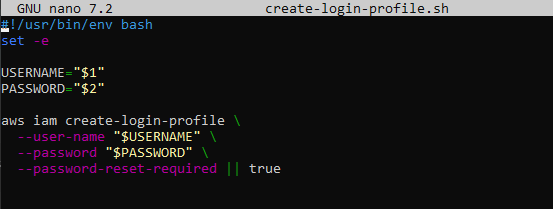 GNU nano 7.2 create-login-profile.sh
#!/usr/bin/env bash
set -e
USERNAME="$1"
PASSWORD="$2"
aws iam create-login-profile \
--user-name "$USERNAME" \
--password "$PASSWORD" \
--password-reset-required || true